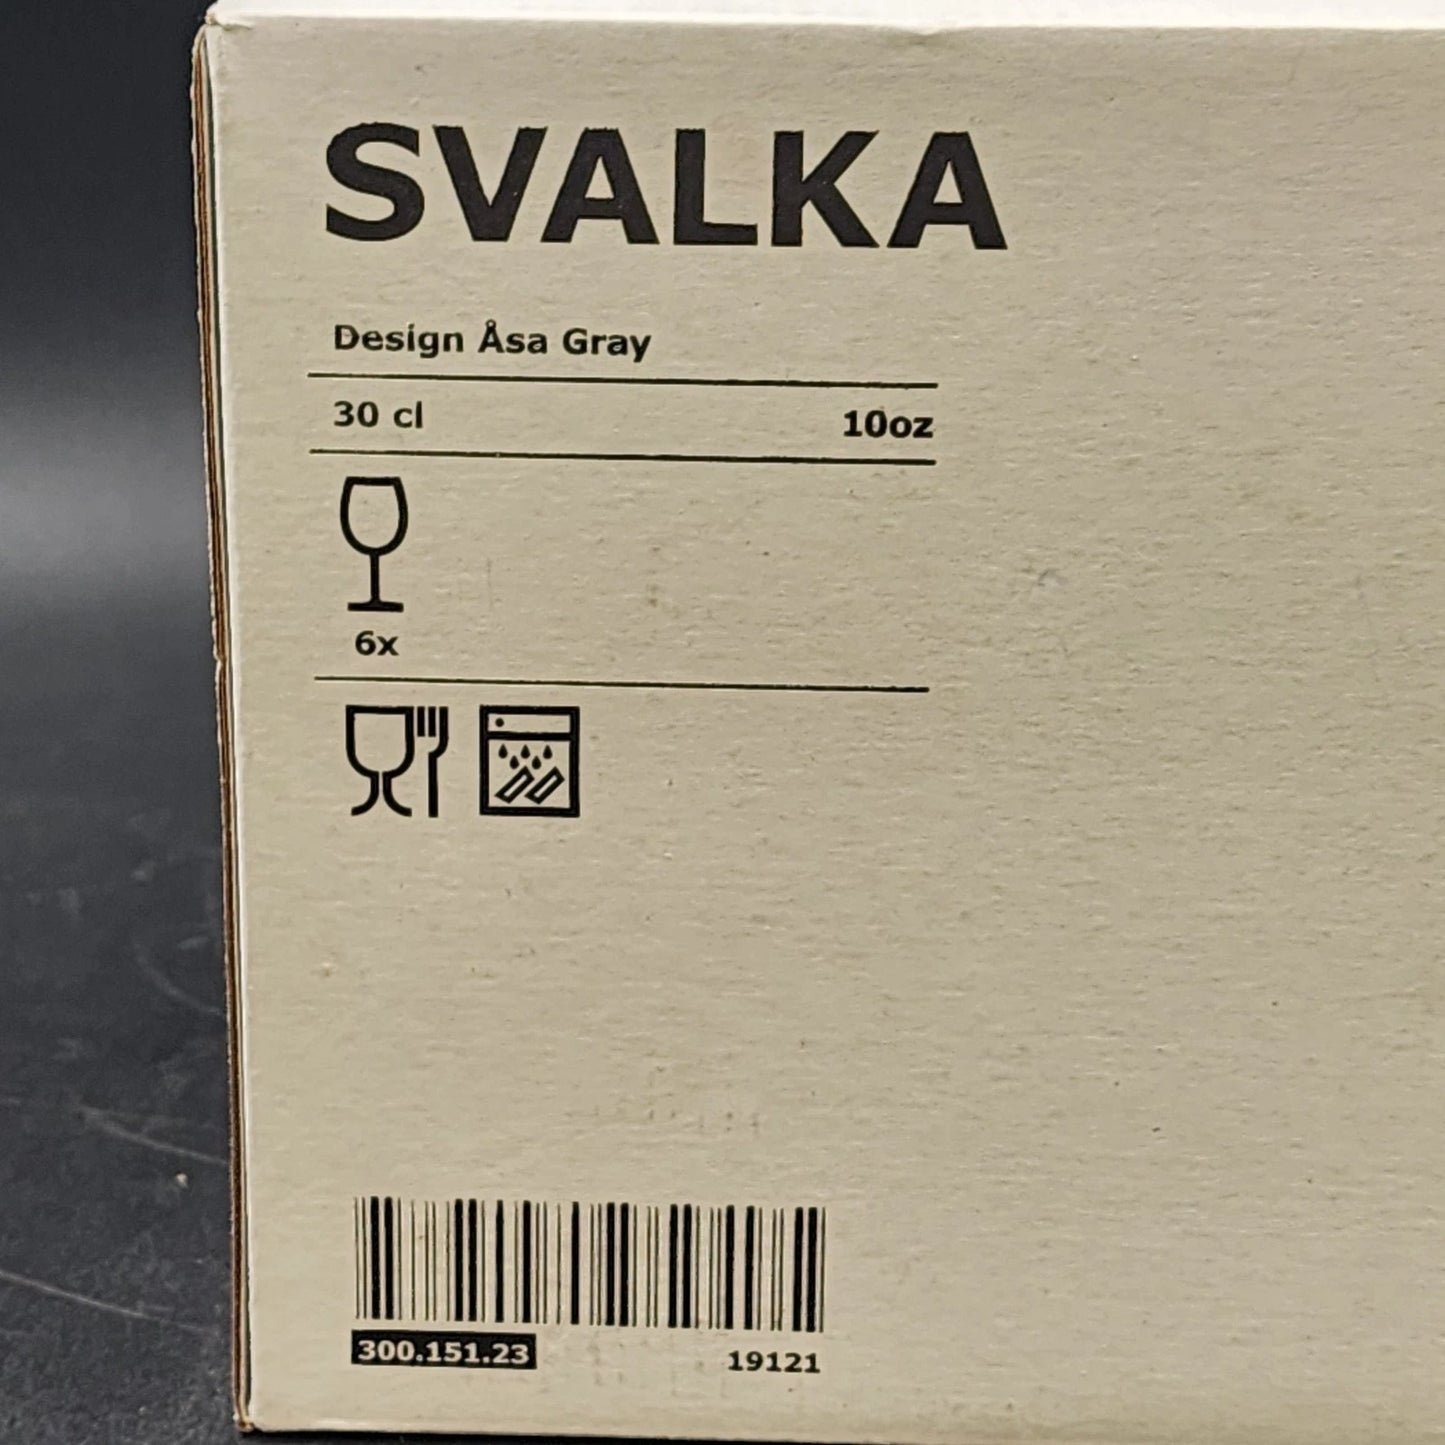 SVALKA
Design Åsa Gray
30 cl 10oz
6x
300.151.23 19121